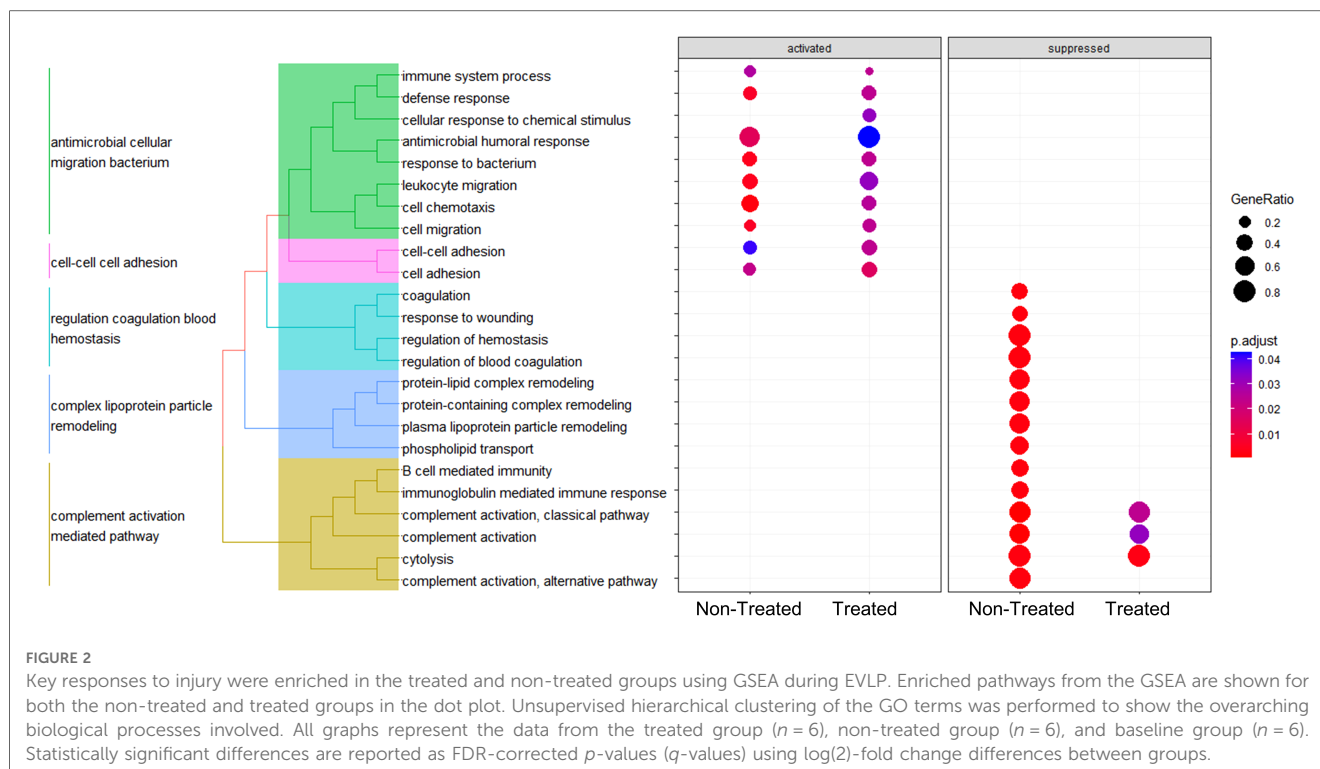 activated
suppressed
antimicrobial cellular
migration bacterium
cell-cell cell adhesion
regulation coagulation blood
hemostasis
complex lipoprotein particle
remodeling
complement activation
mediated pathway
immune system process
defense response
cellular response to chemical stimulus
antimicrobial humoral response
response to bacterium
leukocyte migration
cell chemotaxis
cell migration
cell-cell adhesion
cell adhesion
coagulation
response to wounding
regulation of hemostasis
regulation of blood coagulation
protein-lipid complex remodeling
protein-containing complex remodeling
plasma lipoprotein particle remodeling
phospholipid transport
B cell mediated immunity
immunoglobulin mediated immune response
complement activation, classical pathway
complement activation
cytolysis
complement activation, alternative pathway
Non-Treated
Treated
Non-Treated
Treated
GeneRatio
0.2
0.4
0.6
0.8
p.adjust
0.04
0.03
0.02
0.01
FIGURE 2
Key responses to injury were enriched in the treated and non-treated groups using GSEA during EVLP. Enriched pathways from the GSEA are shown for
both the non-treated and treated groups in the dot plot. Unsupervised hierarchical clustering of the GO terms was performed to show the overarching
biological processes involved. All graphs represent the data from the treated group (n = 6), non-treated group (n = 6), and baseline group (n = 6).
Statistically significant differences are reported as FDR-corrected p-values (q-values) using log(2)-fold change differences between groups.